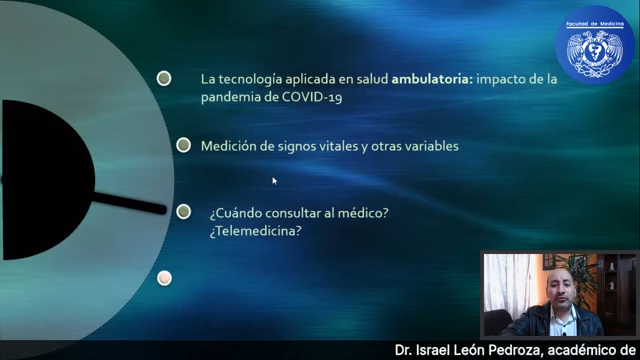 Facultad de Medicina
La tecnología aplicada en salud ambulatoria: impacto de la
pandemia de COVID-19
Medición de signos vitales y otras variables
¿Cuándo consultar al médico?
¿Telemedicina?
Dr. Israel León Pedroza, académico de